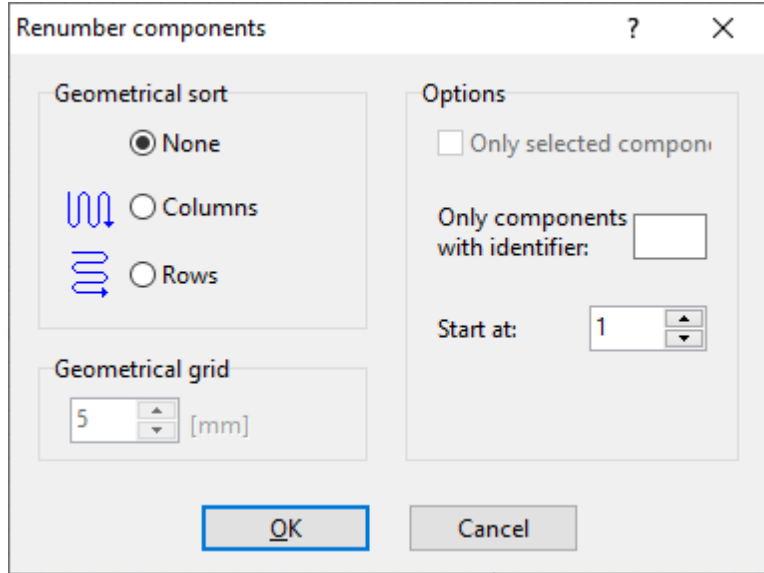 Renumber components
?
Geometrical sort
None
Columns
Rows
Geometrical grid
5
[mm]
Options
Only selected compon
Only components
with identifier:
Start at:
1
OK
Cancel